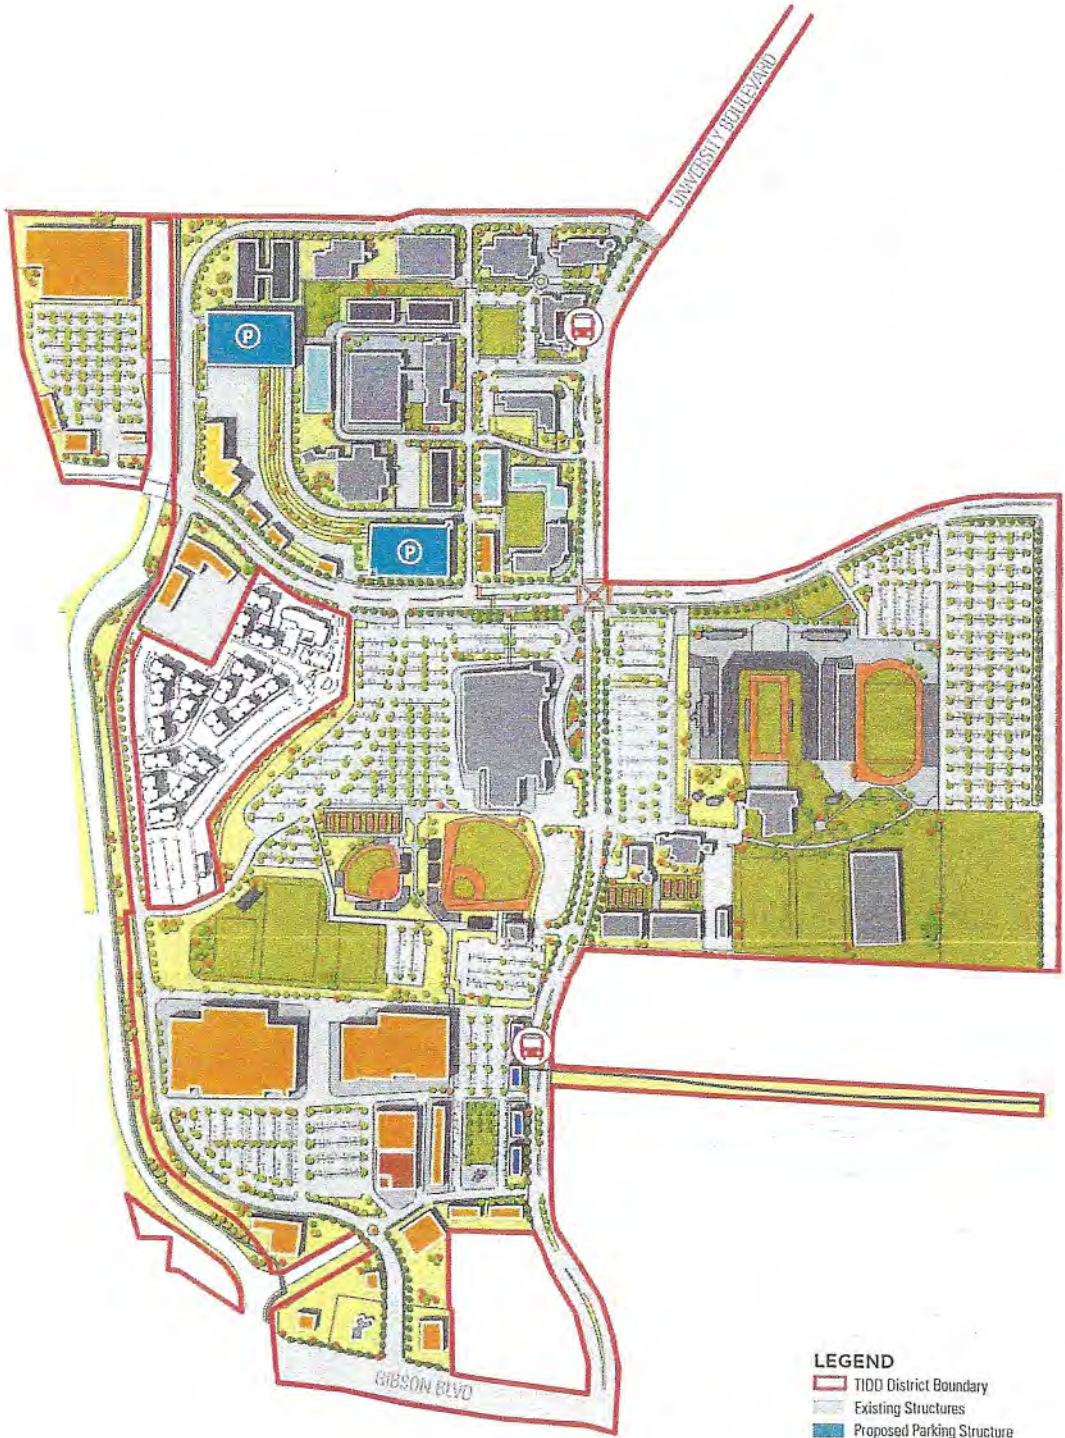 UNIVERSITY BOULEVARD
P
P
GIBSON BLVD
LEGEND
TIDD District Boundary
Existing Structures
Proposed Parking Structure